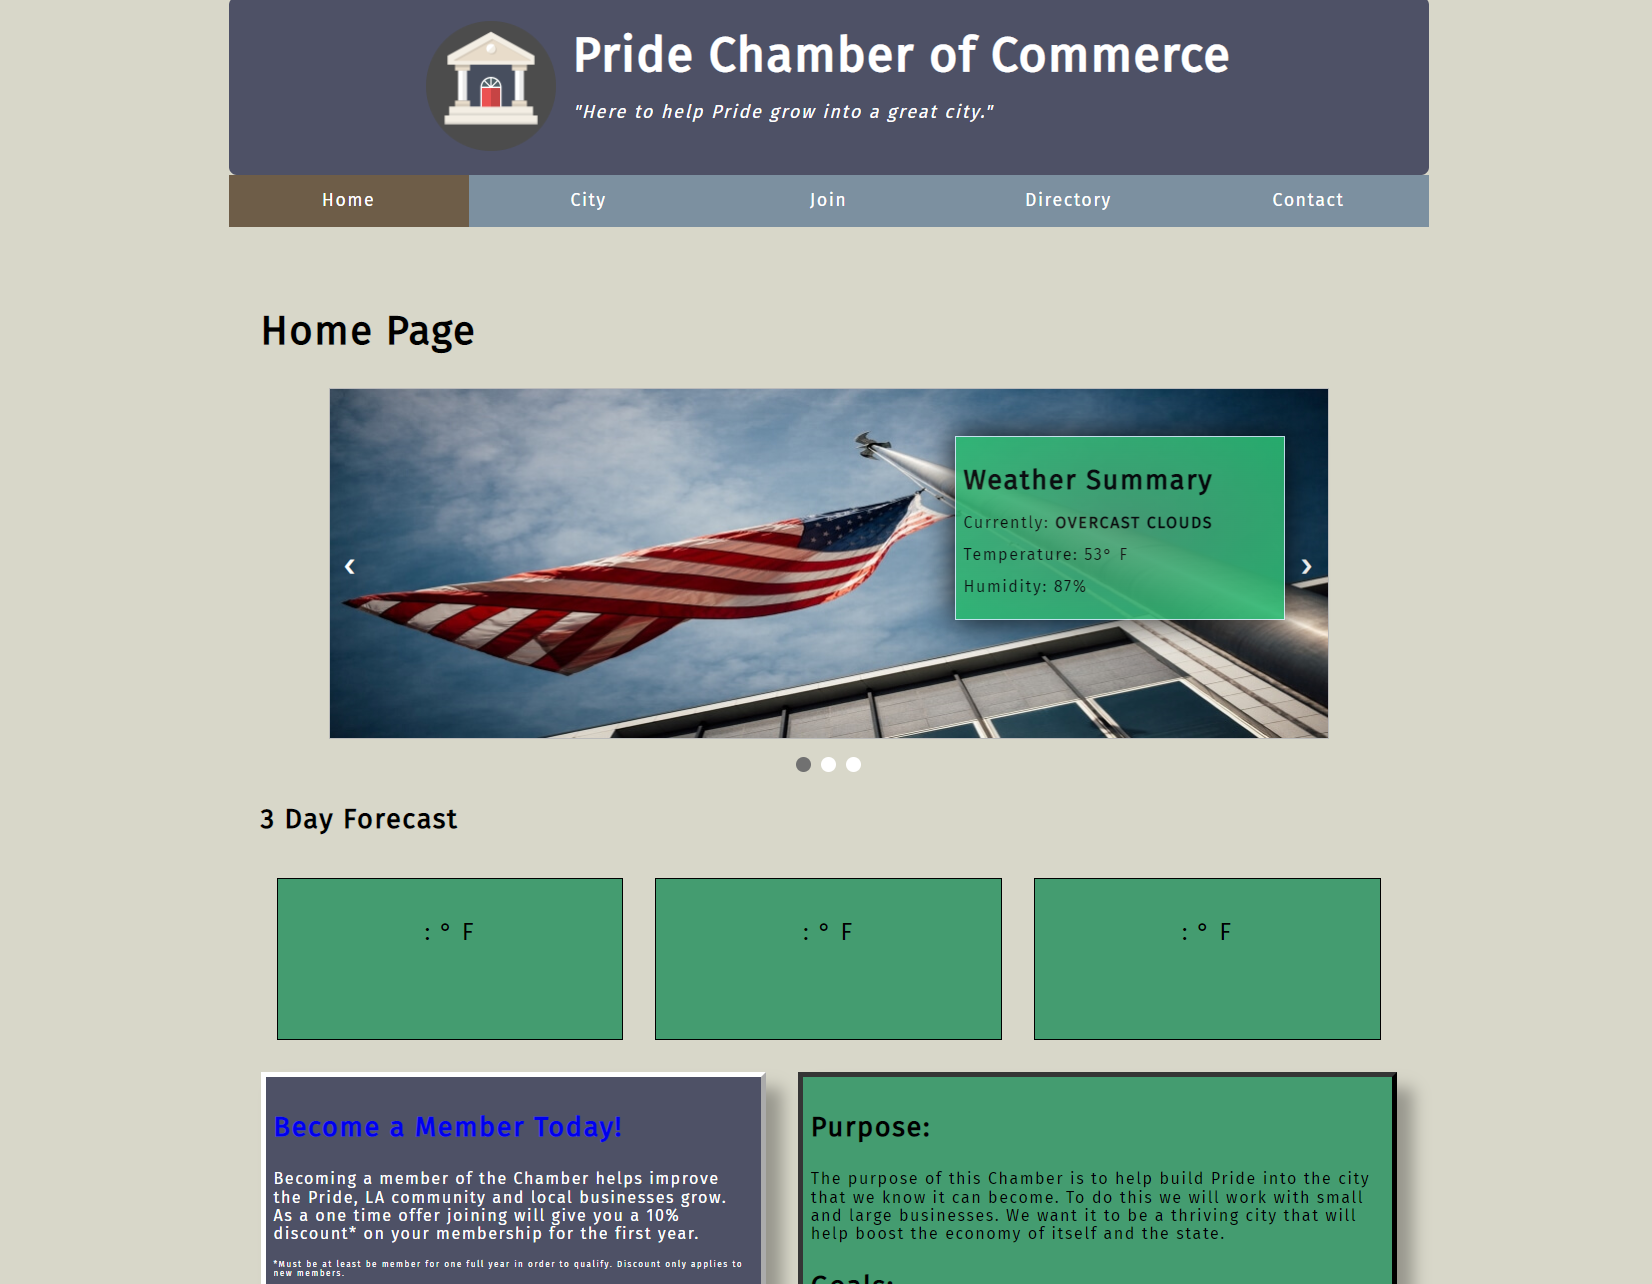 Pride Chamber of Commerce
"Here to help Pride grow into a great city."
Home City Join Directory Contact
Home Page
Weather Summary
Currently: OVERCAST CLOUDS
Temperature: 53° F
Humidity: 87%
‹ ›
3 Day Forecast
: ° F : ° F : ° F
Become a Member Today!
Becoming a member of the Chamber helps improve
the Pride, LA community and local businesses grow.
As a one time offer joining will give you a 10%
discount* on your membership for the first year.
*Must be at least be member for one full year in order to qualify. Discount only applies to
new members.
Purpose:
The purpose of this Chamber is to help build Pride into the city
that we know it can become. To do this we will work with small
and large businesses. We want it to be a thriving city that will
help boost the economy of itself and the state.
Goals: